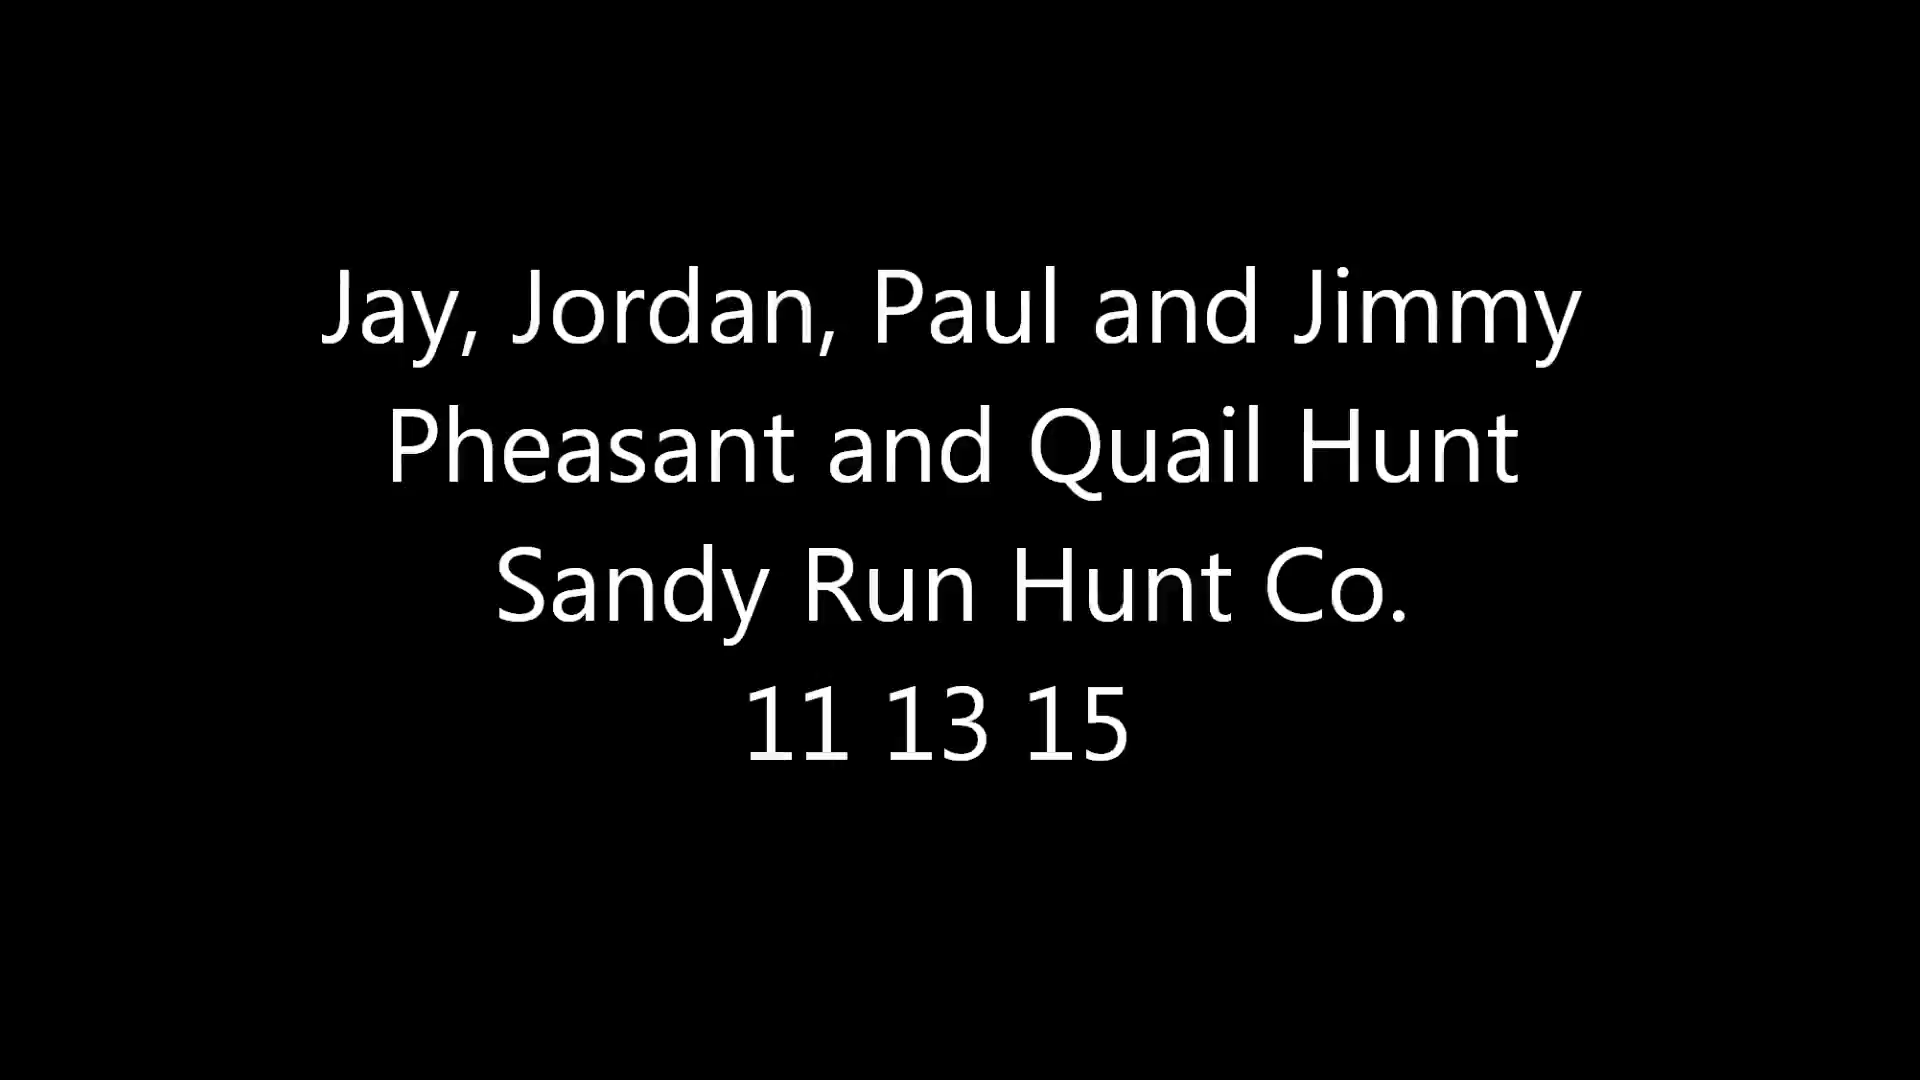 Jay, Jordan, Paul and Jimmy
Pheasant and Quail Hunt
Sandy Run Hunt Co.
11 13 15